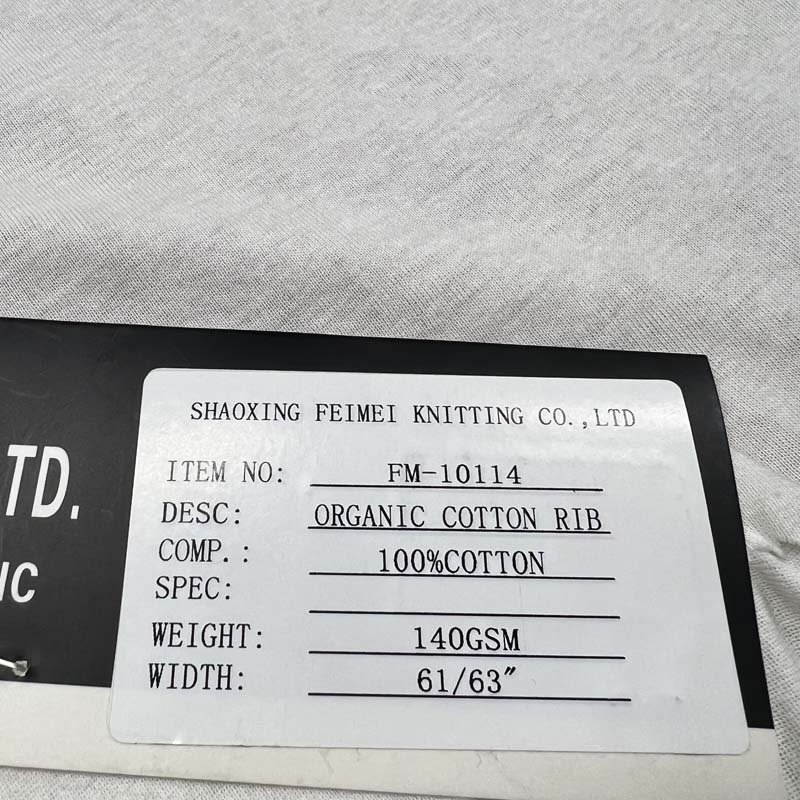 SHAOXING FEIMEI KNITTING CO.,LTD
ITEM NO: FM-10114
DESC: ORGANIC COTTON RIB
COMP.: 100%COTTON
SPEC:
WEIGHT: 140GSM
WIDTH: 61/63"
TD.
IC